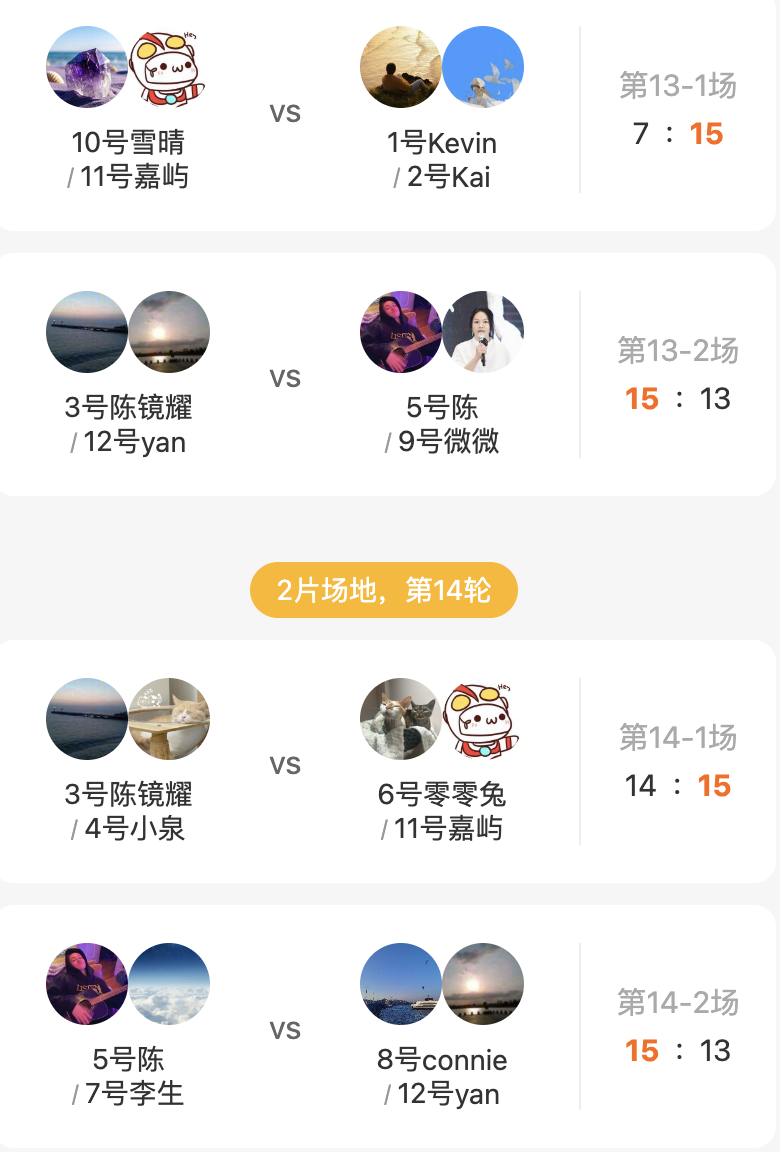 10号雪晴
/ 11号嘉屿
VS
1号Kevin
/ 2号Kai
第13-1场
7 : 15
3号陈镜耀
/ 12号yan
VS
5号陈
/ 9号微微
第13-2场
15 : 13
2片场地，第14轮
3号陈镜耀
/ 4号小泉
VS
6号零零兔
/ 11号嘉屿
第14-1场
14 : 15
5号陈
/ 7号李生
VS
8号connie
/ 12号yan
第14-2场
15 : 13